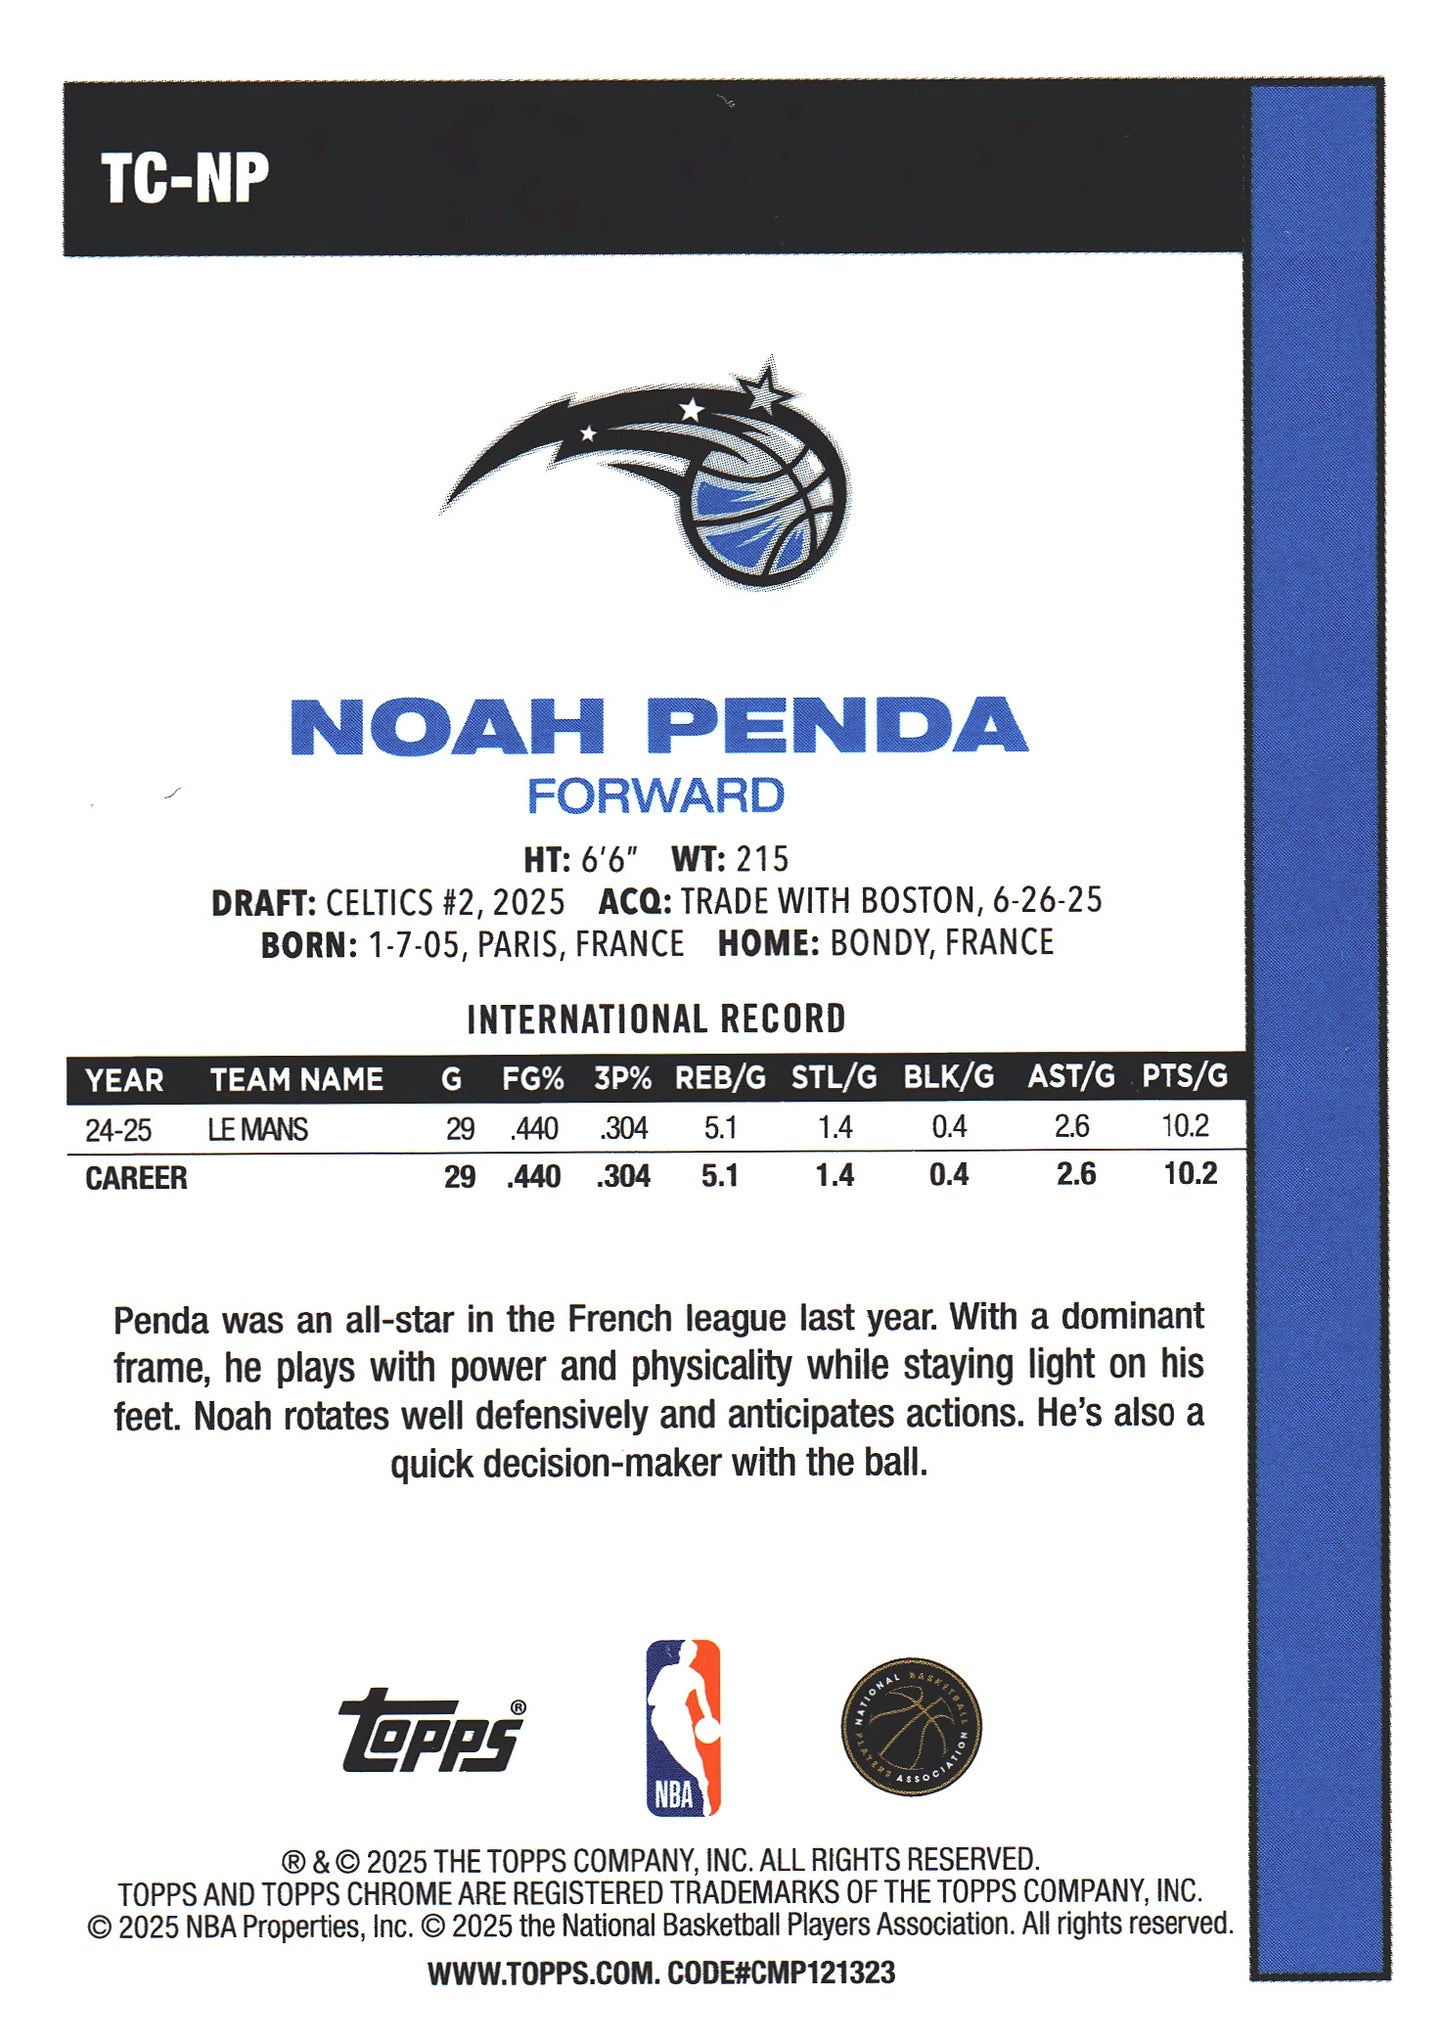 TC-NP
NOAH PENDA
FORWARD
HT: 6'6" WT: 215
DRAFT: CELTICS #2, 2025 ACQ: TRADE WITH BOSTON, 6-26-25
BORN: 1-7-05, PARIS, FRANCE HOME: BONDY, FRANCE
INTERNATIONAL RECORD
YEAR TEAM NAME G FG% 3P% REB/G STL/G BLK/G AST/G PTS/G
24-25 LE MANS 29 .440 .304 5.1 1.4 0.4 2.6 10.2
CAREER 29 .440 .304 5.1 1.4 0.4 2.6 10.2
Penda was an all-star in the French league last year. With a dominant
frame, he plays with power and physicality while staying light on his
feet. Noah rotates well defensively and anticipates actions. He's also a
quick decision-maker with the ball.
Topps®
NBA
NATIONAL BASKETBALL PLAYERS ASSOCIATION
® & © 2025 THE TOPPS COMPANY, INC. ALL RIGHTS RESERVED.
TOPPS AND TOPPS CHROME ARE REGISTERED TRADEMARKS OF THE TOPPS COMPANY, INC.
© 2025 NBA Properties, Inc. © 2025 the National Basketball Players Association. All rights reserved.
WWW.TOPPS.COM. CODE#CMP121323